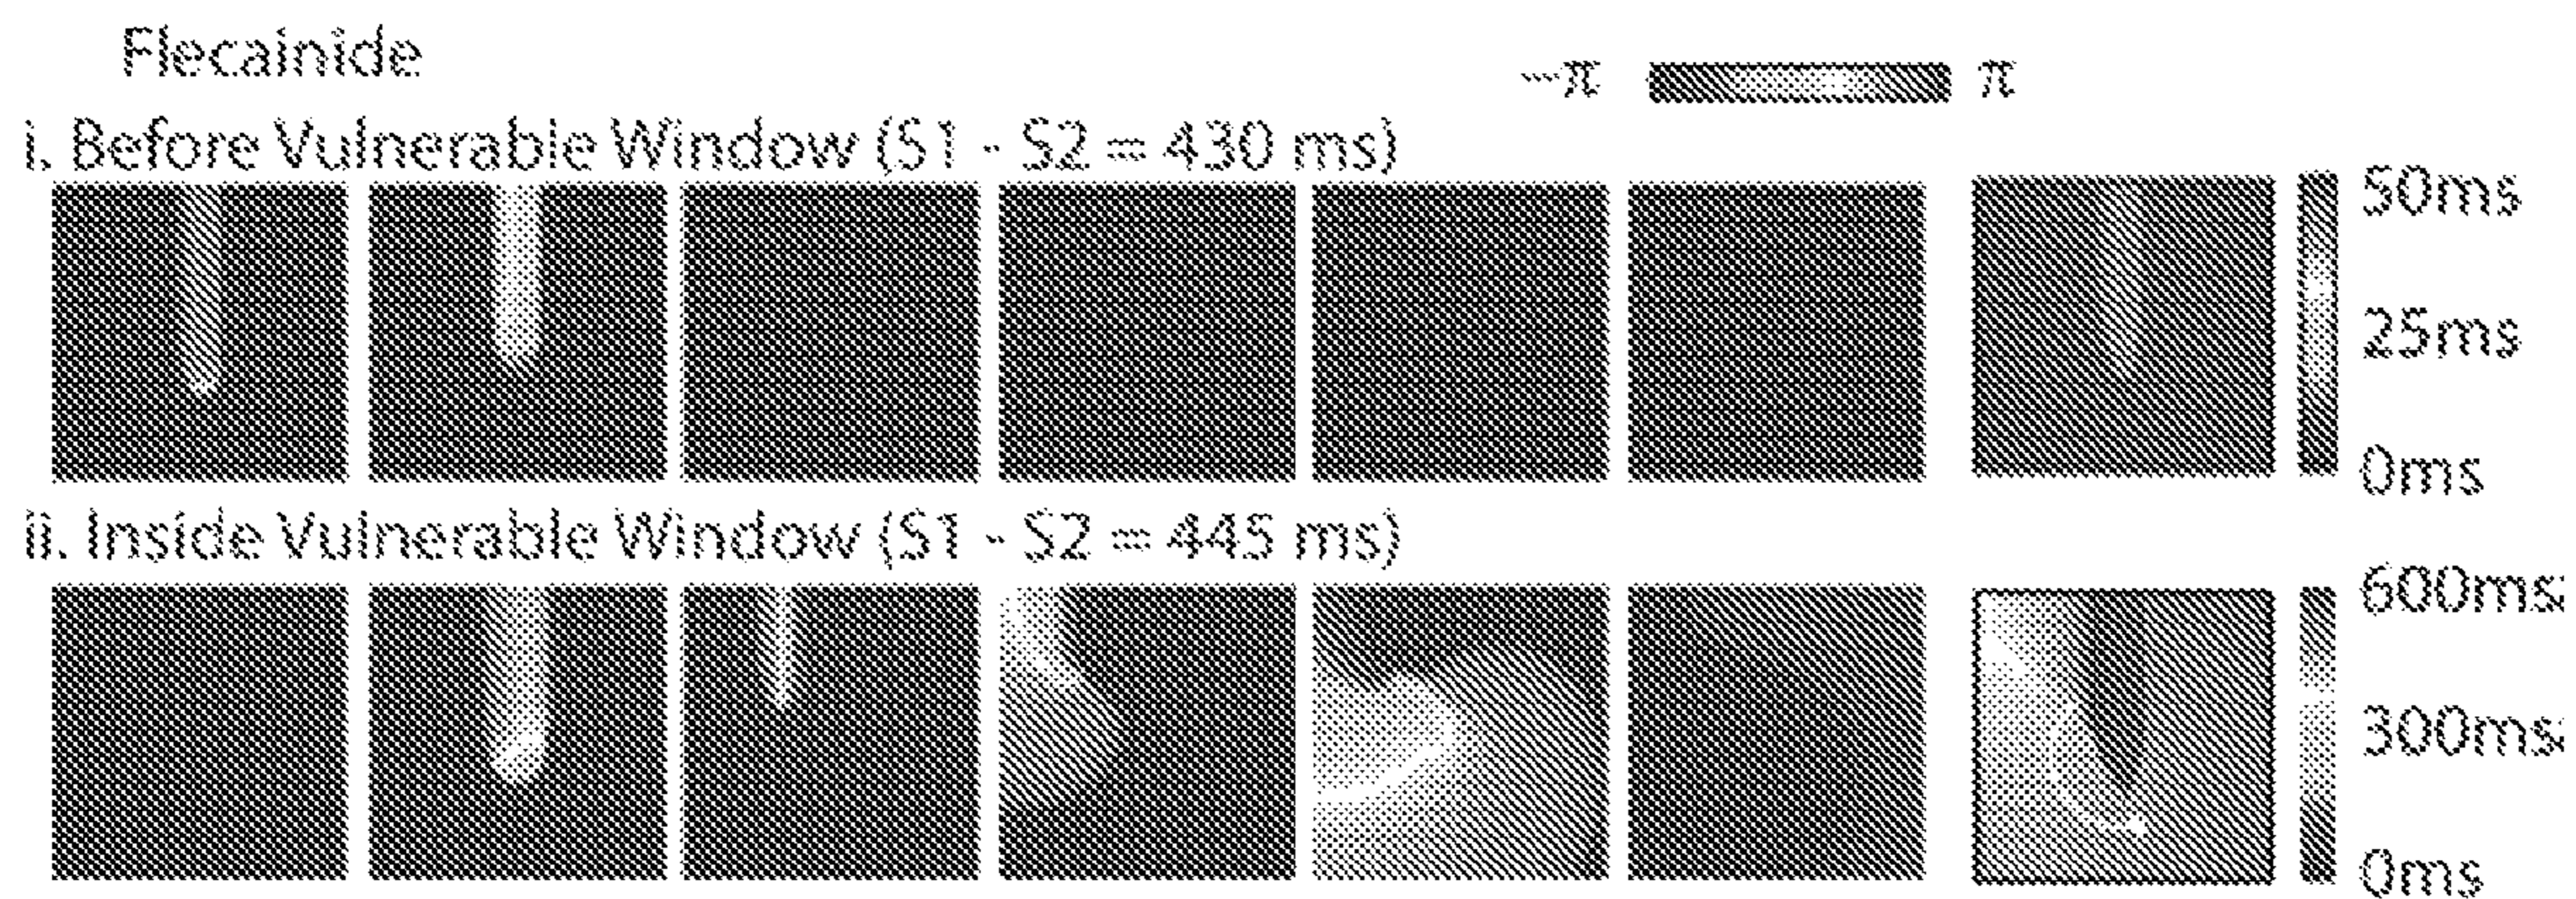 Flecainide
-π π
i. Before Vulnerable Window (S1 - S2 = 430 ms)
50ms
25ms
0ms
ii. Inside Vulnerable Window (S1 - S2 = 445 ms)
600ms
300ms
0ms